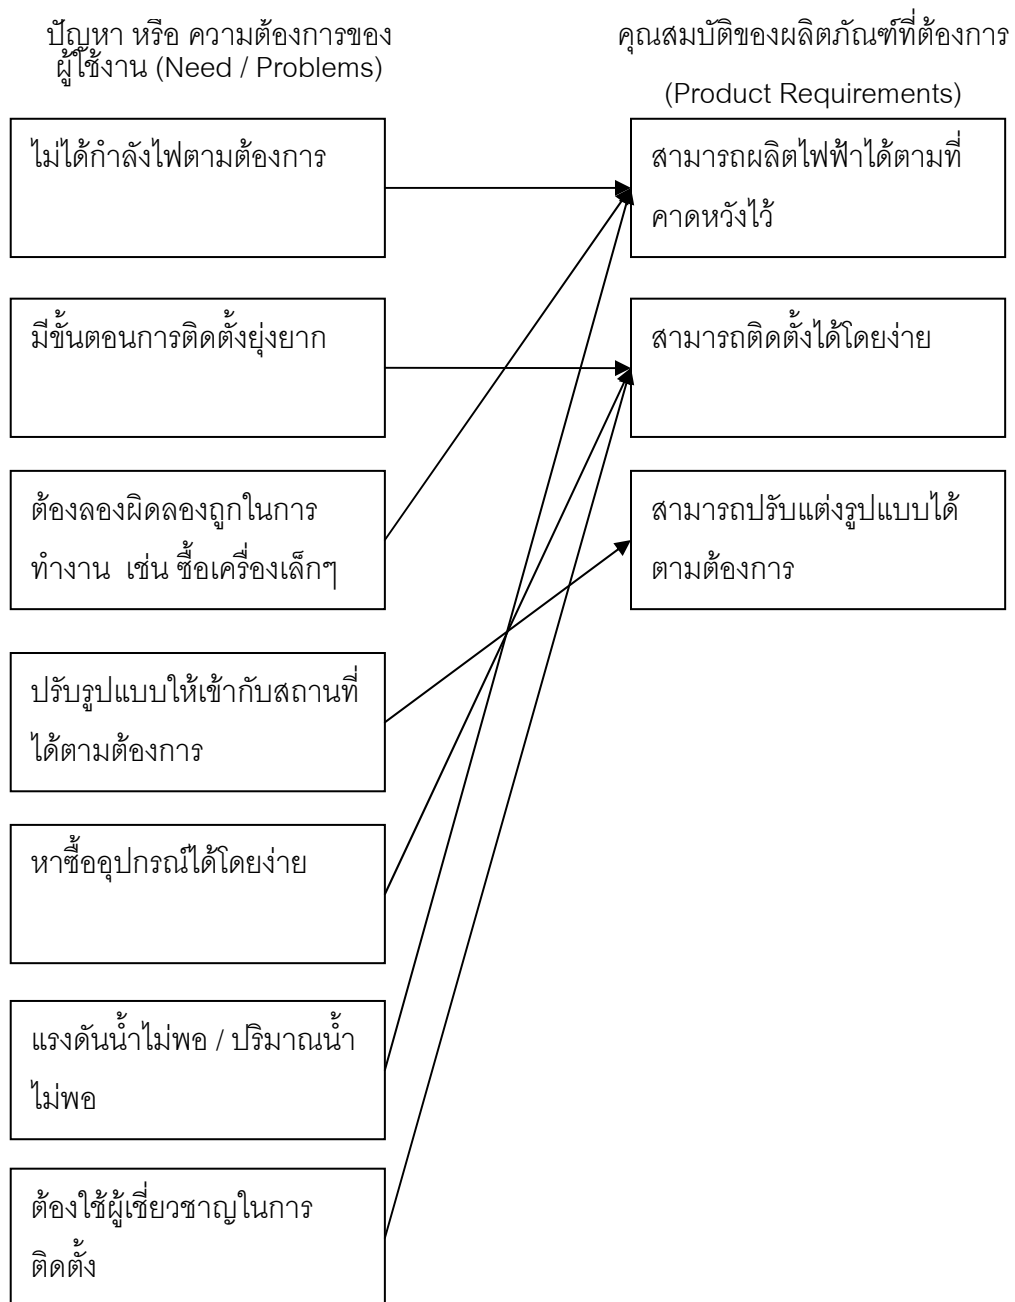 ปัญหา หรือ ความต้องการของ
ผู้ใช้งาน (Need / Problems)
คุณสมบัติของผลิตภัณฑ์ที่ต้องการ
(Product Requirements)
ไม่ได้กำลังไฟตามต้องการ
สามารถผลิตไฟฟ้าได้ตามที่
คาดหวังไว้
มีขั้นตอนการติดตั้งยุ่งยาก
สามารถติดตั้งได้โดยง่าย
ต้องลองผิดลองถูกในการ
ทำงาน เช่น ซื้อเครื่องเล็กๆ
สามารถปรับแต่งรูปแบบได้
ตามต้องการ
ปรับรูปแบบให้เข้ากับสถานที่
ได้ตามต้องการ
หาซื้ออุปกรณ์ได้โดยง่าย
แรงดันน้ำไม่พอ / ปริมาณน้ำ
ไม่พอ
ต้องใช้ผู้เชี่ยวชาญในการ
ติดตั้ง